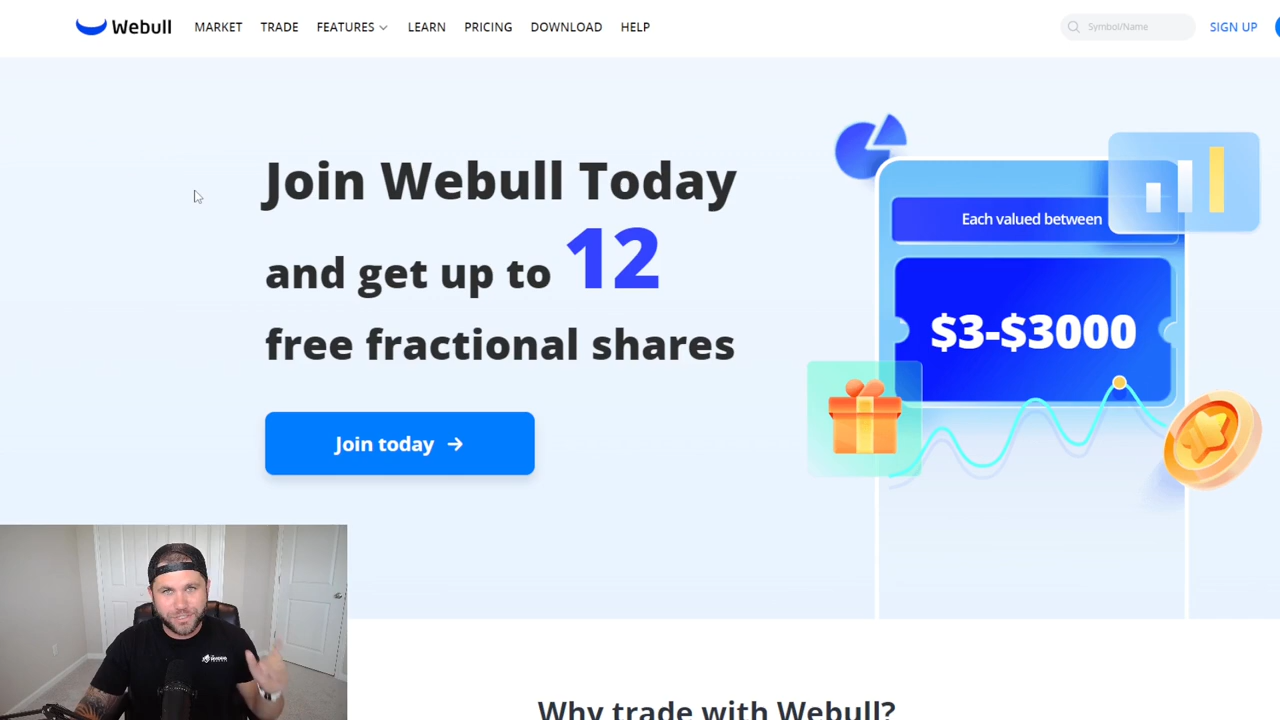 Webull
MARKET
TRADE
FEATURES
LEARN
PRICING
DOWNLOAD
HELP
Symbol/Name
SIGN UP
Join Webull Today
and get up to 12
free fractional shares
Join today
Each valued between
$3-$3000
Why trade with Webull?